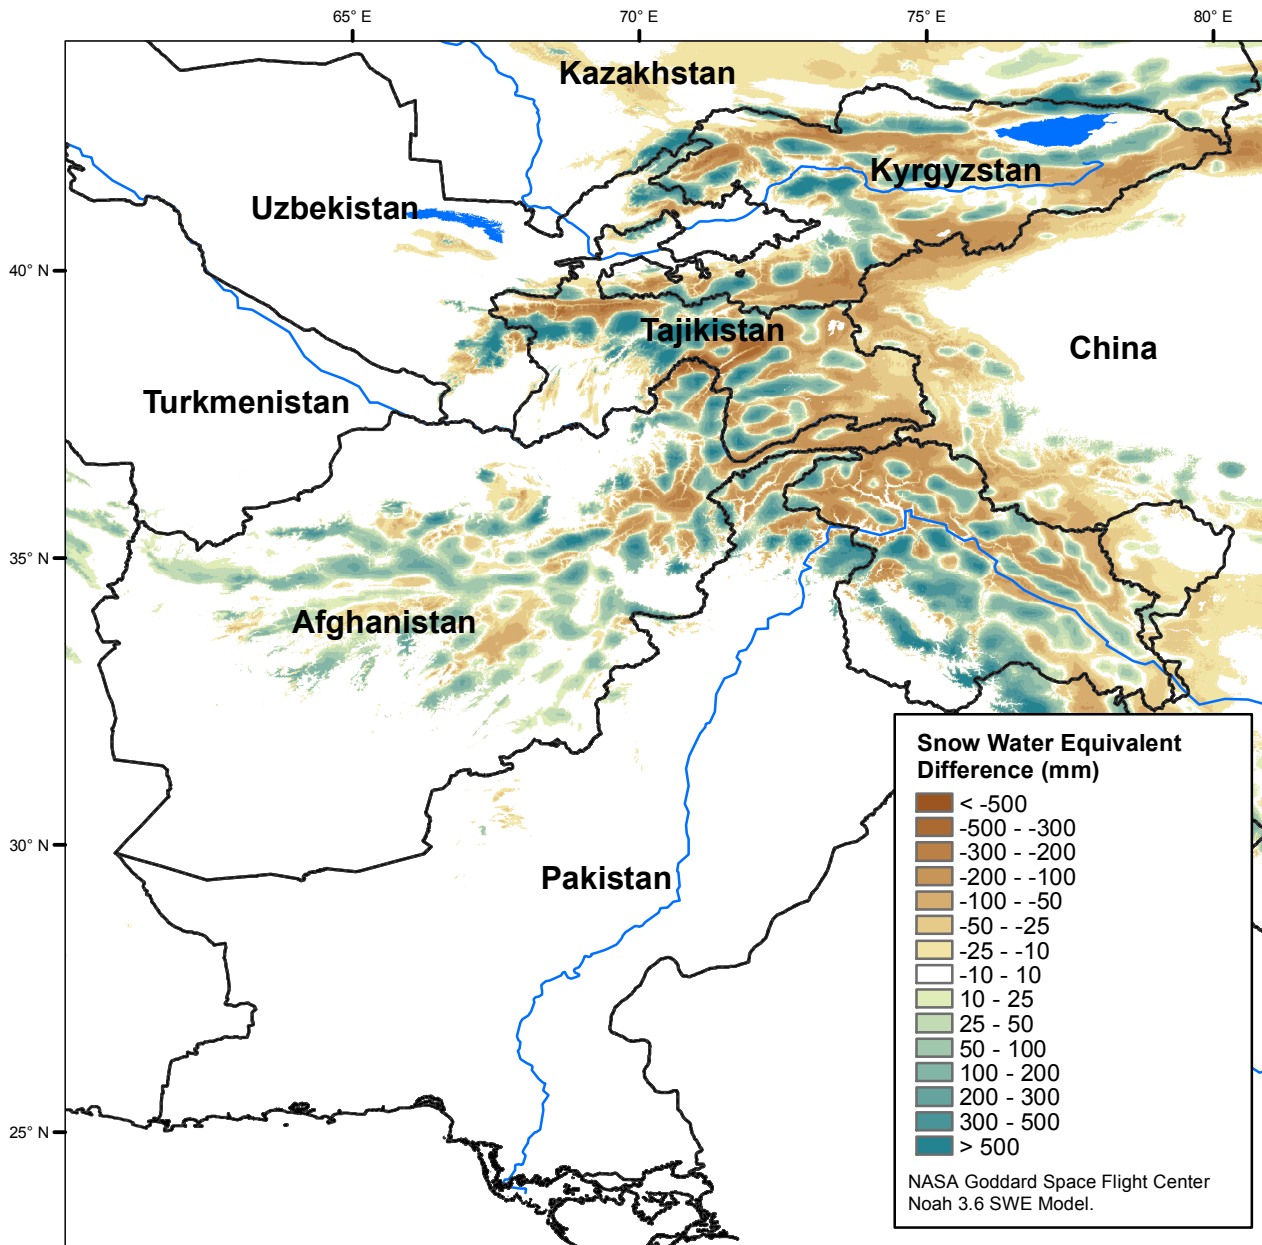 65° E
70° E
75° E
80° E
Kazakhstan
Kyrgyzstan
Uzbekistan
40° N
Tajikistan
China
Turkmenistan
35° N
Afghanistan
30° N
Pakistan
25° N
Snow Water Equivalent
Difference (mm)
< -500
-500 - -300
-300 - -200
-200 - -100
-100 - -50
-50 - -25
-25 - -10
-10 - 10
10 - 25
25 - 50
50 - 100
100 - 200
200 - 300
300 - 500
> 500
NASA Goddard Space Flight Center
Noah 3.6 SWE Model.